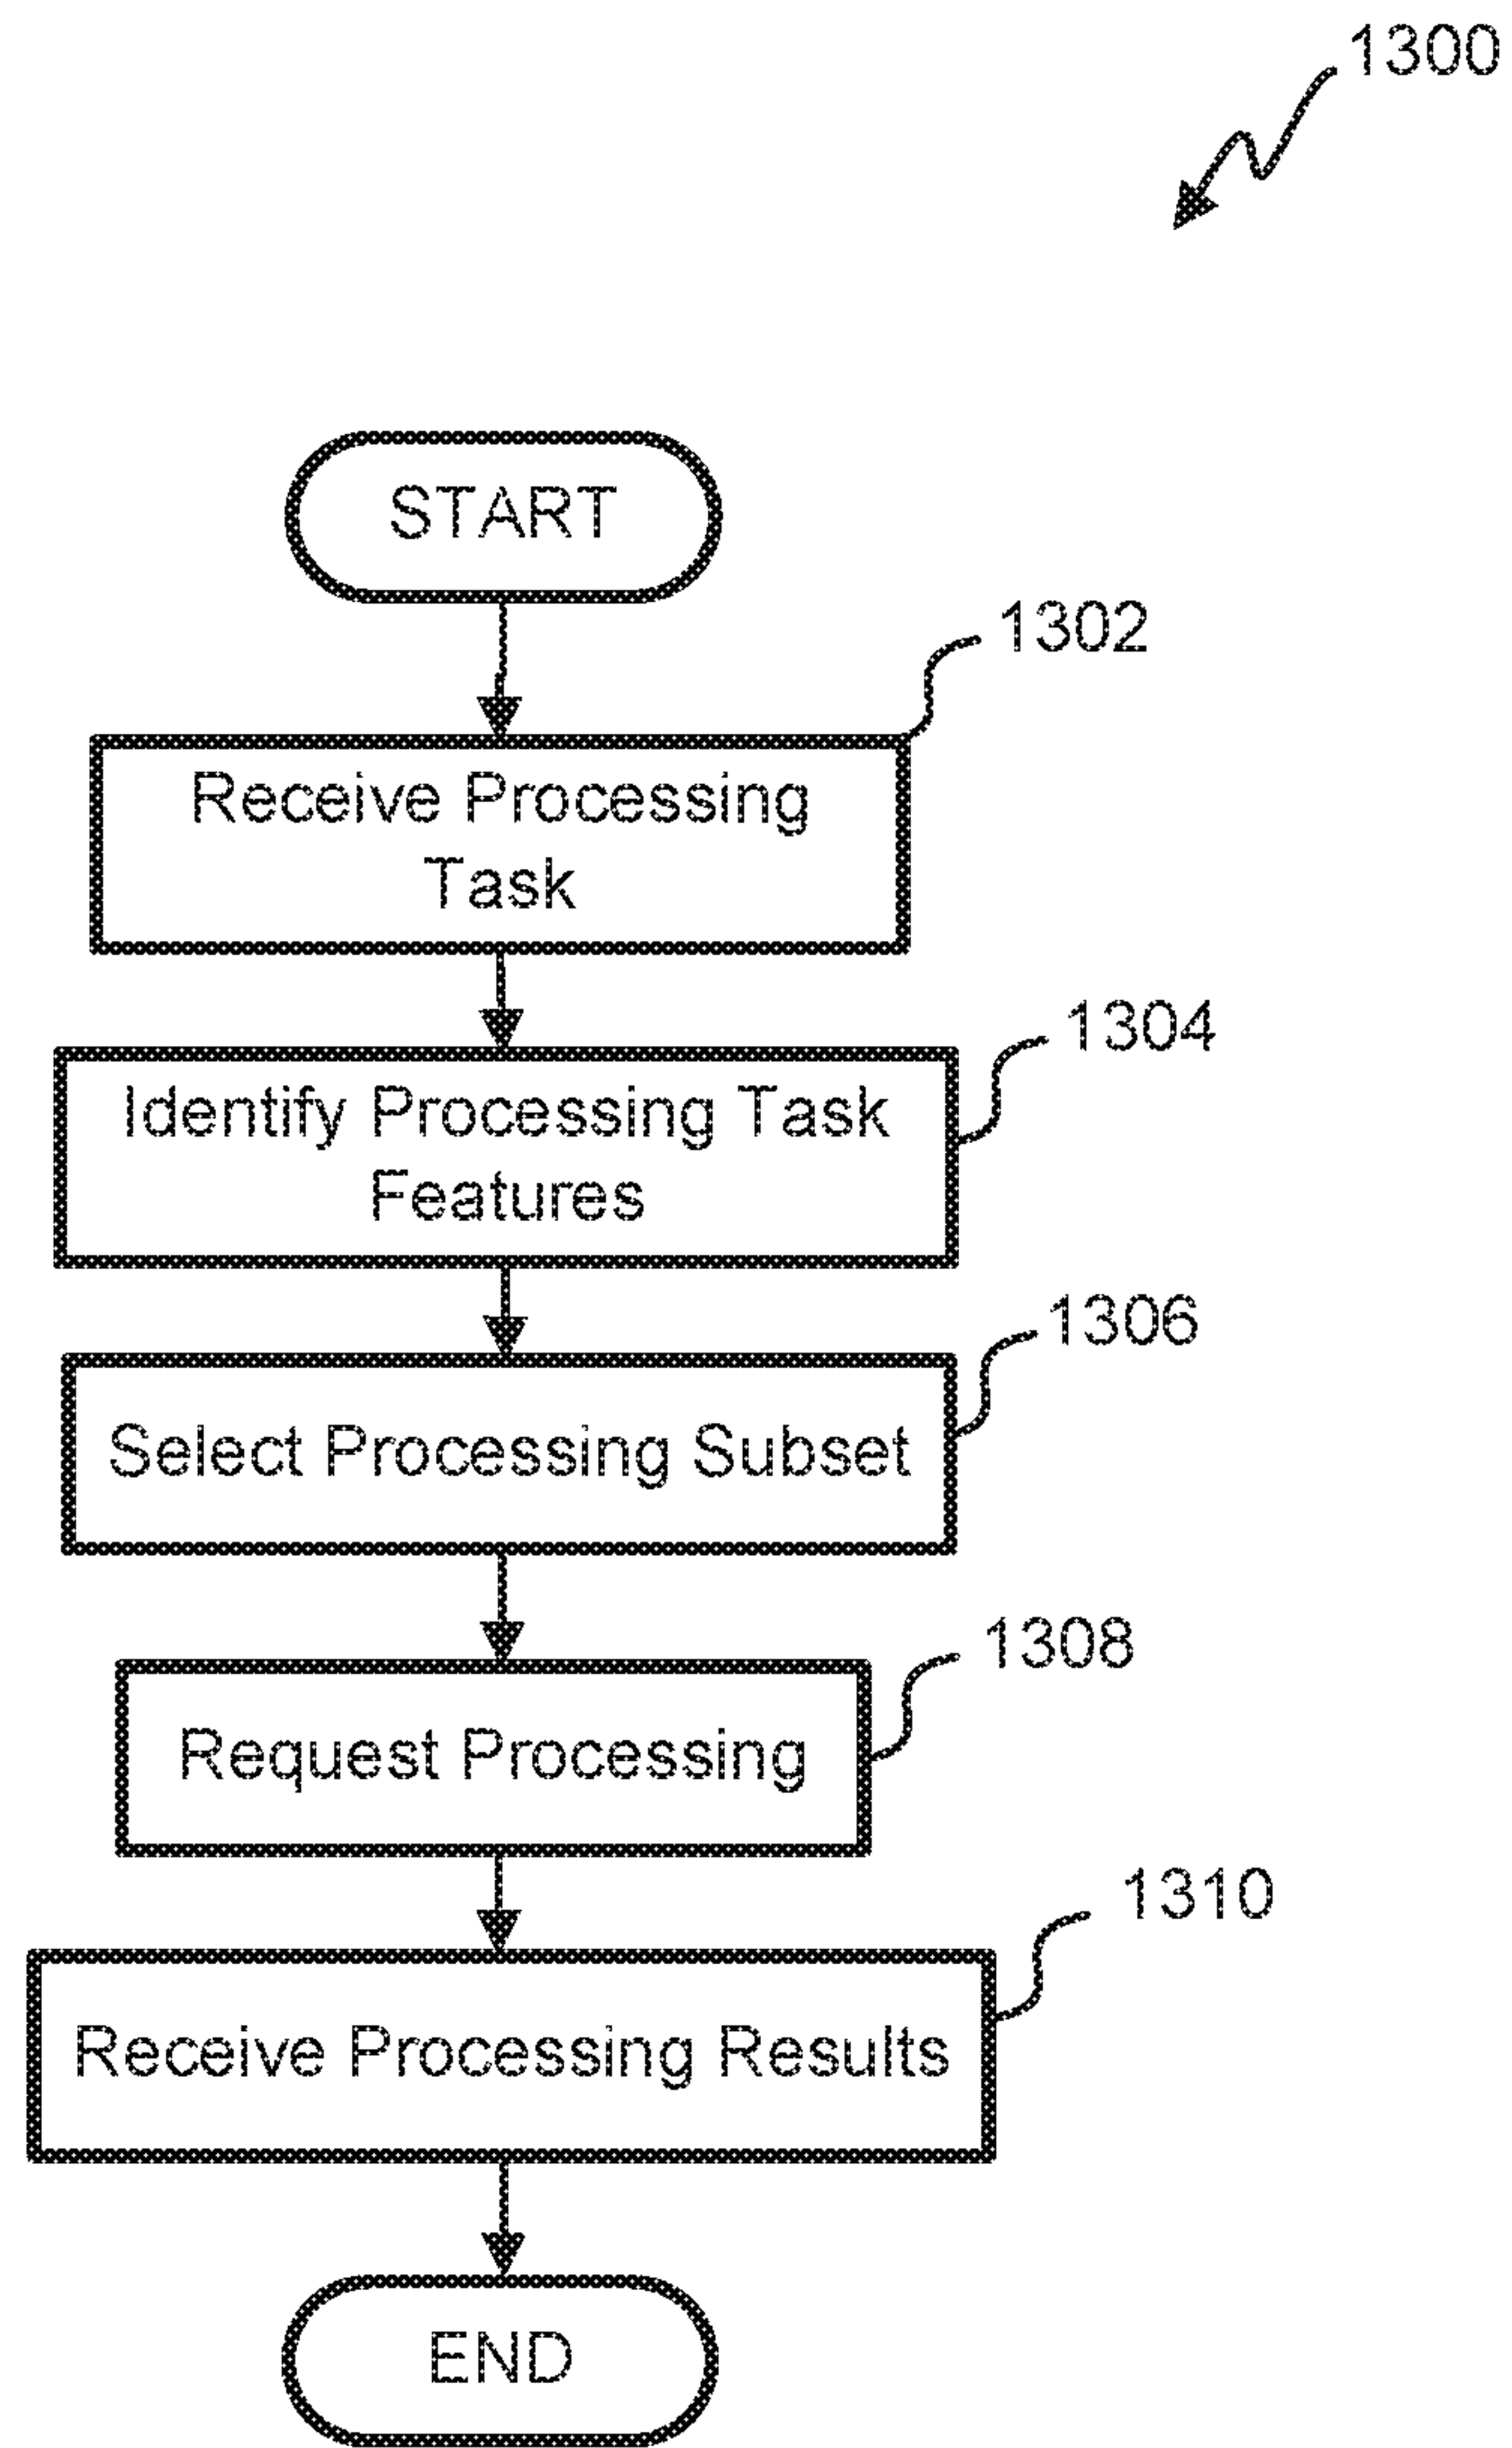 1300
START
1302
Receive Processing
Task
1304
Identify Processing Task
Features
1306
Select Processing Subset
1308
Request Processing
1310
Receive Processing Results
END